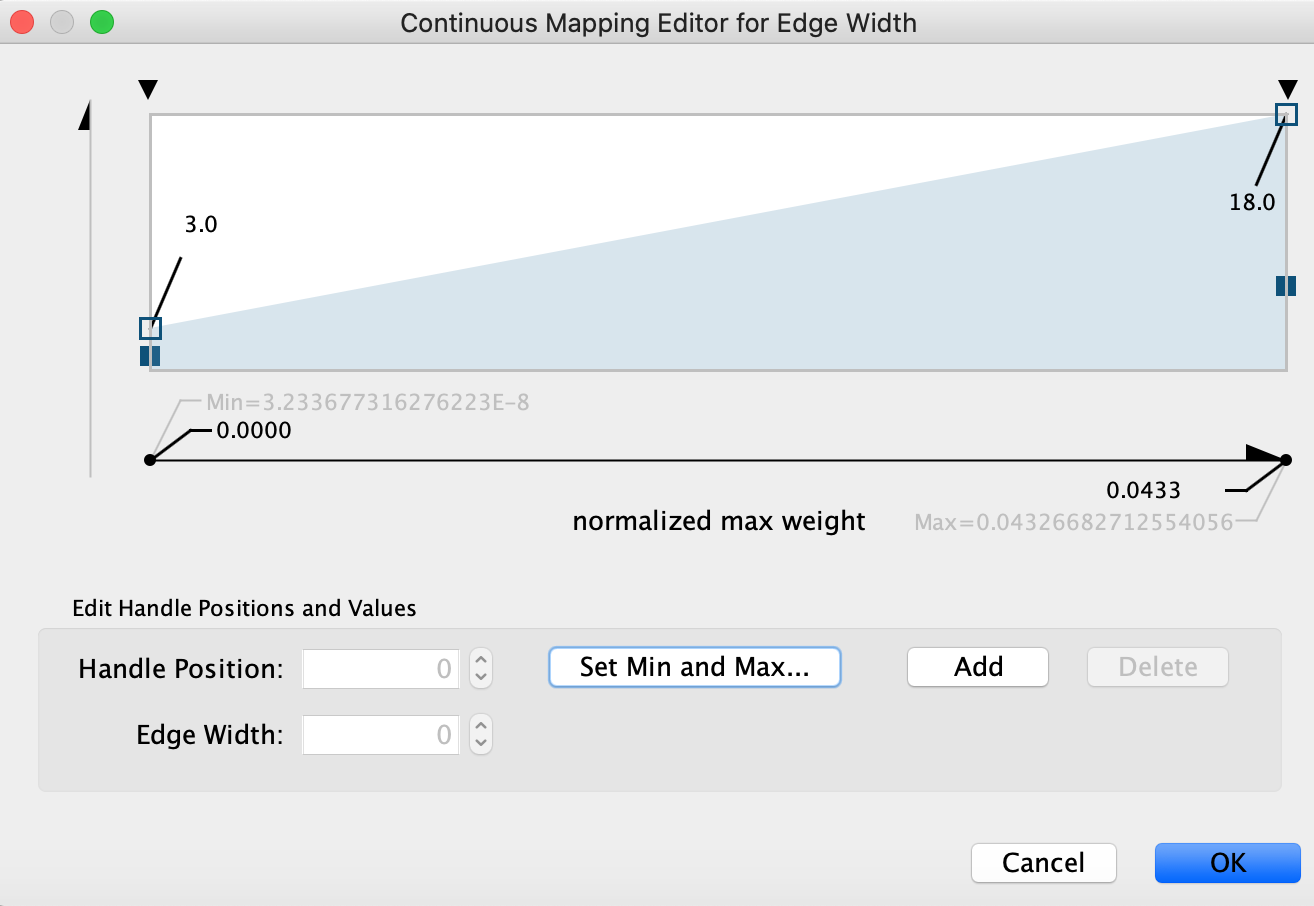 Continuous Mapping Editor for Edge Width
3.0
18.0
Min=3.233677316276223E-8
0.0000
0.0433
normalized max weight
Max=0.04326682712554056
Edit Handle Positions and Values
Handle Position: 0 Set Min and Max... Add Delete
Edge Width: 0
Cancel OK